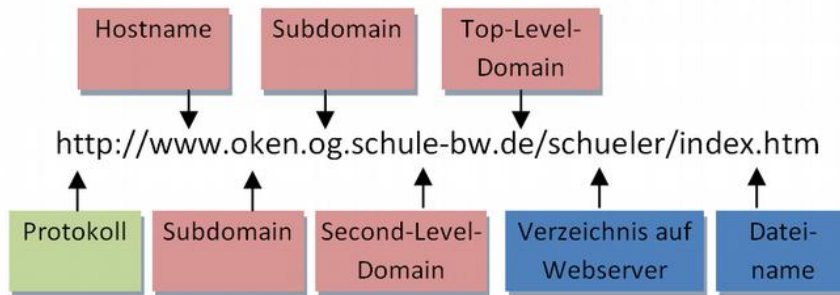 Hostname
Subdomain
Top-Level-
Domain
http://www.oken.og.schule-bw.de/schueler/index.htm
Protokoll
Subdomain
Second-Level-
Domain
Verzeichnis auf
Webserver
Datei-
name